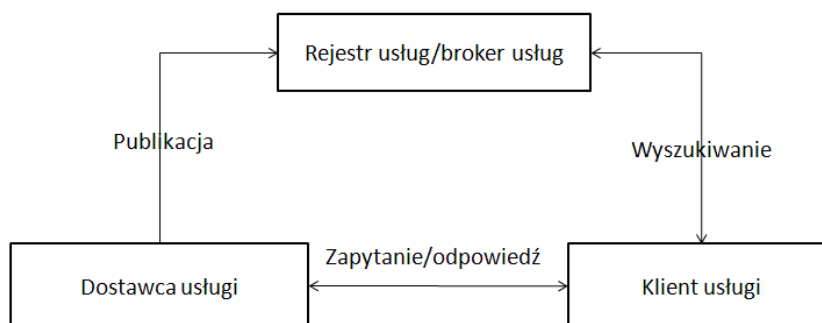 Rejestr usług/broker usług
Publikacja
Wyszukiwanie
Zapytanie/odpowiedź
Dostawca usługi
Klient usługi